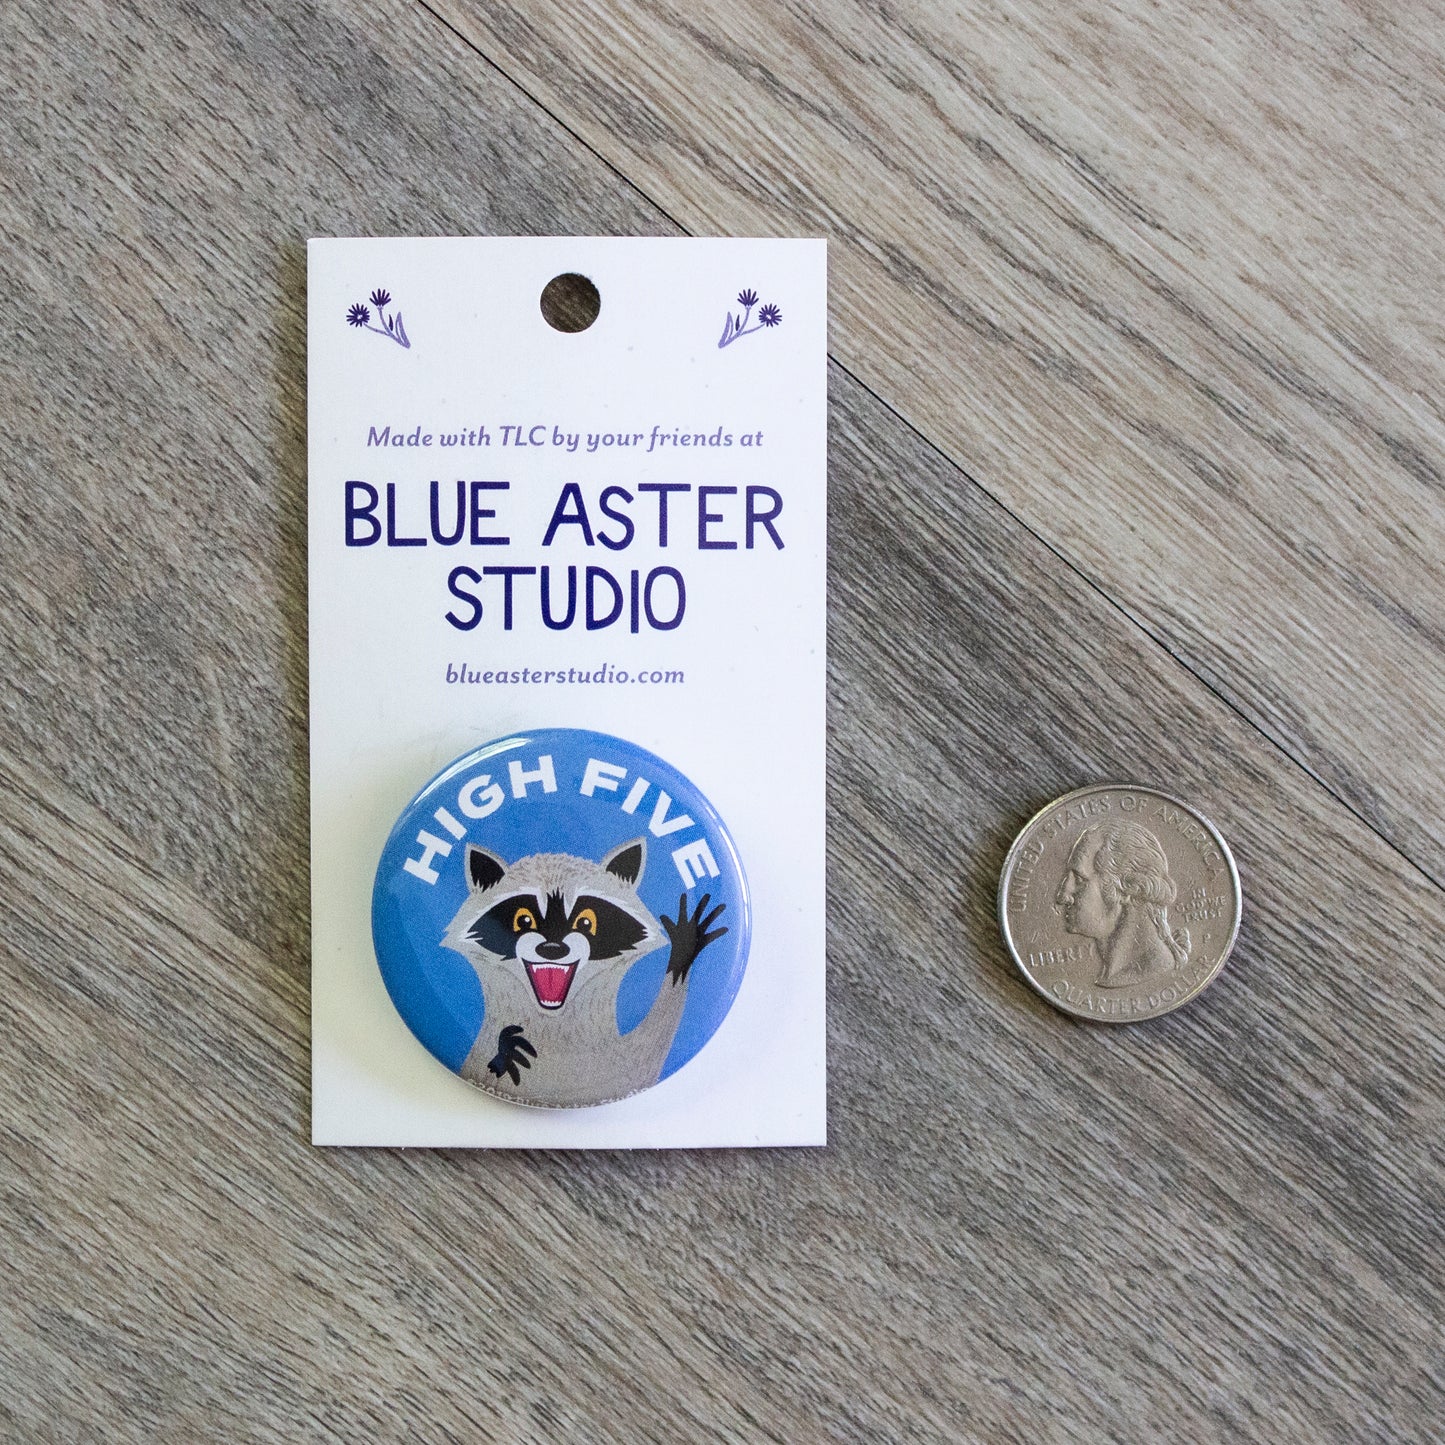 Made with TLC by your friends at
BLUE ASTER
STUDIO
blueasterstudio.com
HIGH FIVE
UNITED STATES OF AMERICA
LIBERTY
IN
GOD WE
TRUST
P
QUARTER DOLLAR